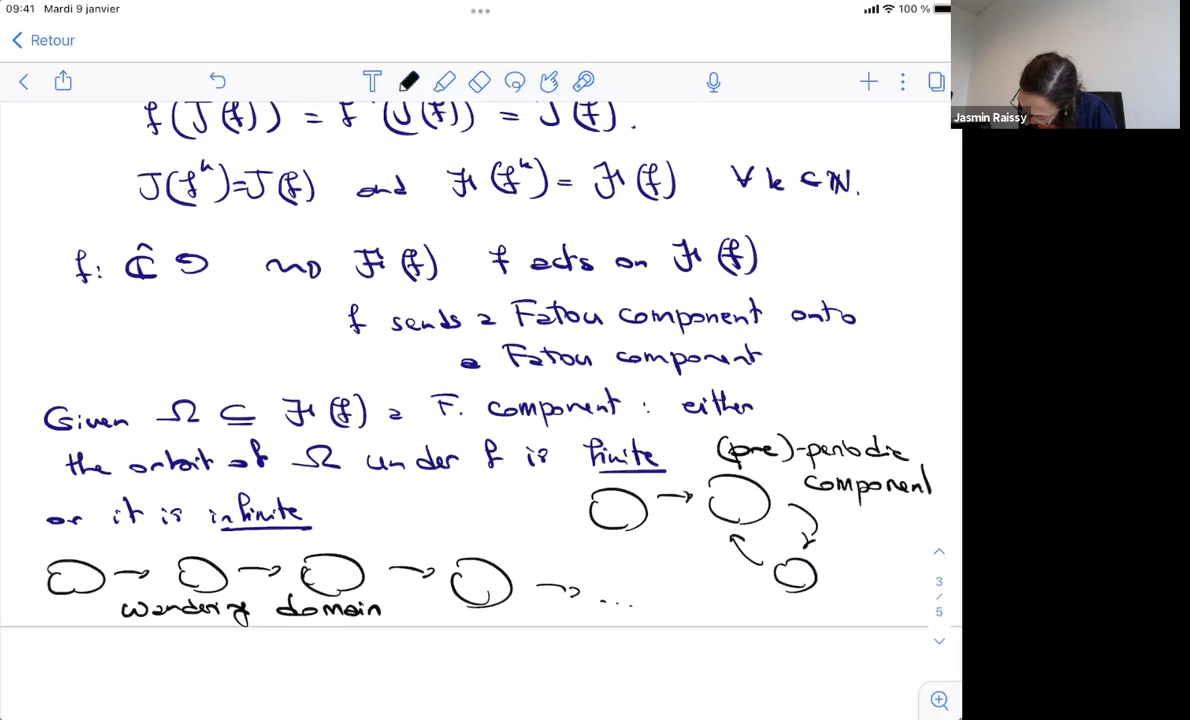 09:41 Mardi 9 janvier
100 %
Retour
Jasmin Raissy
f(J(f)) = f⁻(J(f)) = J(f).
J(fᵏ)=J(f) and F(fᵏ) = F(f) ∀ k ∈ ℕ.
f: Ĉ ↺ ⇝ F(f) f acts on F(f)
f sends a Fatou component onto
a Fatou component
Given Ω ⊆ F(f) a F. component : either
the orbit of Ω under f is finite
(pre)-periodic
component
or it is infinite
→
→ → → → ...
wandering domain
3
/
5